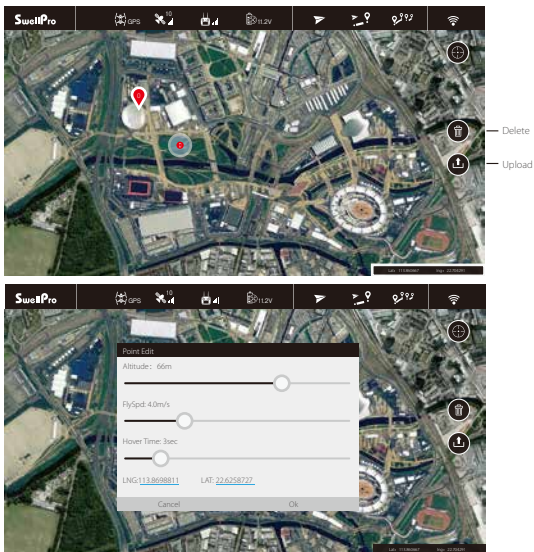 SwellPro GPS 10 11.2V
Delete
Upload
SwellPro GPS 10 11.2V
Point Edit
Altitude: 66m
FlySpd: 4.0m/s
Hover Time: 3sec
LNG:113.8698811 LAT: 22.6258727
Cancel Ok